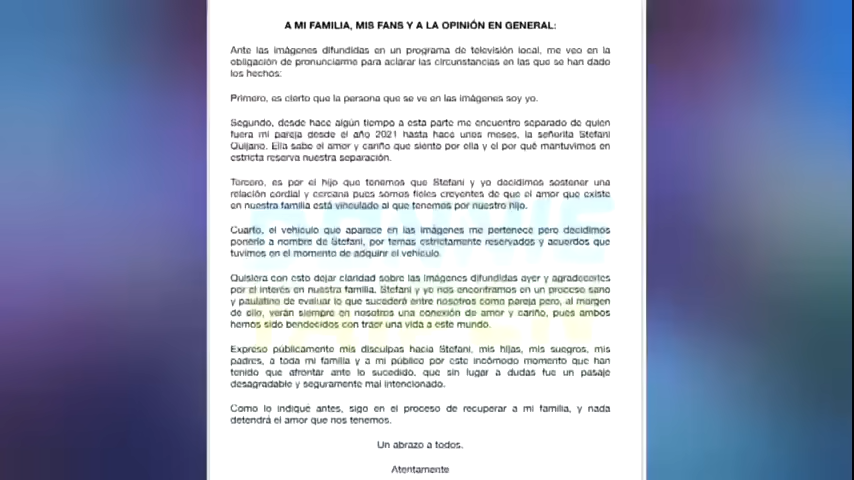 A MI FAMILIA, MIS FANS Y A LA OPINIÓN EN GENERAL:
Ante las imágenes difundidas en un programa de televisión local, me veo en la
obligación de pronunciarme para aclarar las circunstancias en las que se han dado
los hechos:
Primero, es cierto que la persona que se ve en las imágenes soy yo.
Segundo, desde hace algún tiempo a esta parte me encuentro separado de quien
fuera mi pareja desde el año 2021 hasta hace unos meses, la señorita Stefani
Quijano. Ella sabe el amor y cariño que siento por ella y el por qué mantuvimos en
estricta reserva nuestra separación.
Tercero, es por el hijo que tenemos que Stefani y yo decidimos sostener una
relación cordial y cercana pues somos fieles creyentes de que el amor que existe
en nuestra familia está vinculado al que tenemos por nuestro hijo.
Cuarto, el vehículo que aparece en las imágenes me pertenece pero decidimos
ponerlo a nombre de Stefani, por temas estrictamente reservados y acuerdos que
tuvimos en el momento de adquirir el vehículo.
Quisiera con esto dejar claridad sobre las imágenes difundidas ayer y agradecerles
por el interés en nuestra familia. Stefani y yo nos encontramos en un proceso sano
y paulatino de evaluar lo que sucederá entre nosotros como pareja pero, al margen
de ello, verán siempre en nosotros una conexión de amor y cariño, pues ambos
hemos sido bendecidos con traer una vida a este mundo.
Expreso públicamente mis disculpas hacia Stefani, mis hijas, mis suegros, mis
padres, a toda mi familia y a mi público por este incómodo momento que han
tenido que afrontar ante lo sucedido, que sin lugar a dudas fue un pasaje
desagradable y seguramente mal intencionado.
Como lo indiqué antes, sigo en el proceso de recuperar a mi familia, y nada
detendrá el amor que nos tenemos.
Un abrazo a todos.
Atentamente